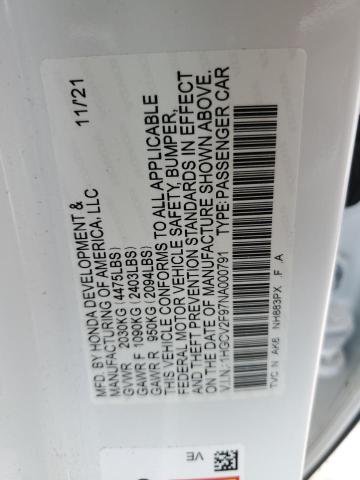 MFD. BY HONDA DEVELOPMENT & 11/'21
MANUFACTURING OF AMERICA, LLC
GVWR 2030KG (4475LBS)
GAWR F 1090KG (2403LBS)
GAWR R 950KG (2094LBS)
THIS VEHICLE CONFORMS TO ALL APPLICABLE
FEDERAL MOTOR VEHICLE SAFETY, BUMPER,
AND THEFT PREVENTION STANDARDS IN EFFECT
ON THE DATE OF MANUFACTURE SHOWN ABOVE.
V.I.N.: 1HGCV2F97NA000791 TYPE: PASSENGER CAR
TVC N AK6 NH883PX F A
VE